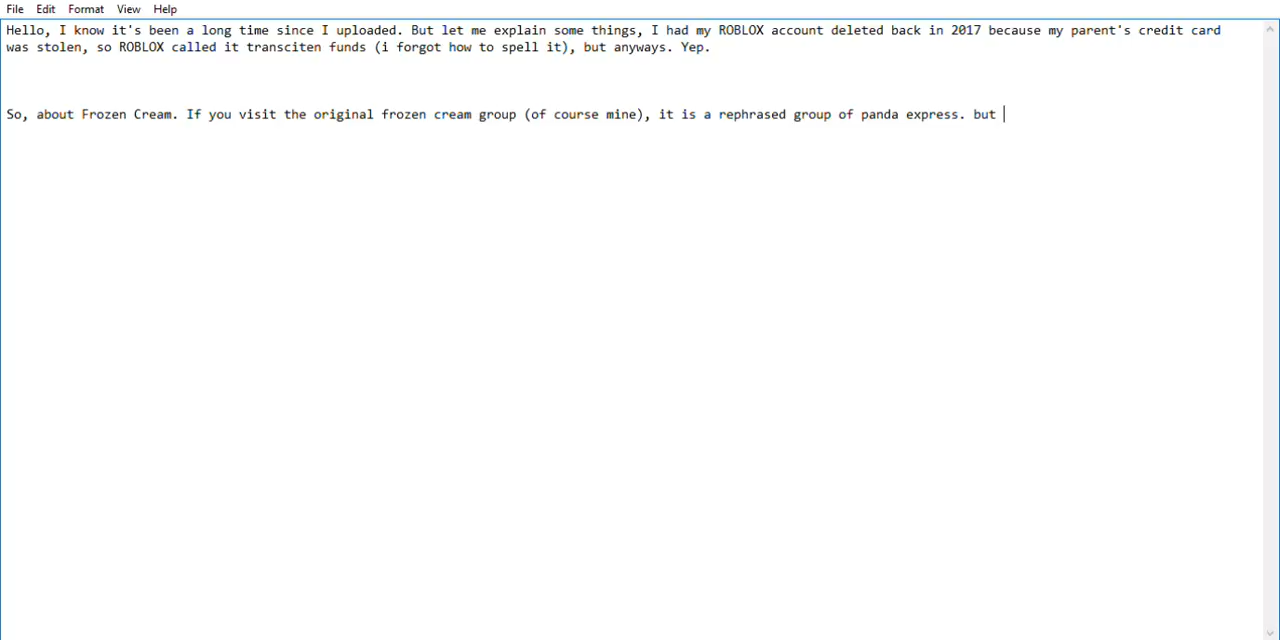 File Edit Format View Help
Hello, I know it's been a long time since I uploaded. But let me explain some things, I had my ROBLOX account deleted back in 2017 because my parent's credit card
was stolen, so ROBLOX called it transciten funds (i forgot how to spell it), but anyways. Yep.
So, about Frozen Cream. If you visit the original frozen cream group (of course mine), it is a rephrased group of panda express. but